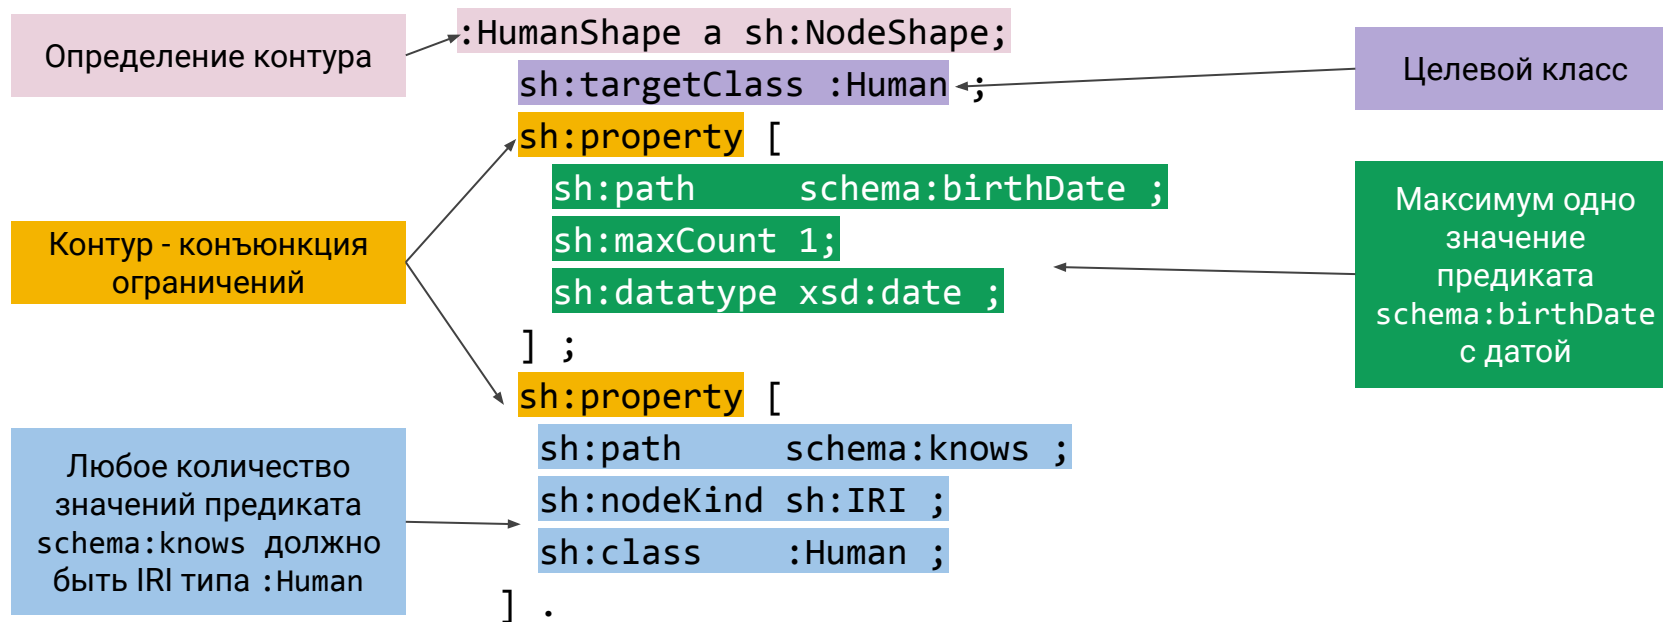 Определение контура
:HumanShape a sh:NodeShape;
sh:targetClass :Human ;
Целевой класс
sh:property [
sh:path schema:birthDate ;
sh:maxCount 1;
sh:datatype xsd:date ;
] ;
Максимум одно
значение
предиката
schema:birthDate
с датой
Контур - конъюнкция
ограничений
sh:property [
sh:path schema:knows ;
sh:nodeKind sh:IRI ;
sh:class :Human ;
] .
Любое количество
значений предиката
schema:knows должно
быть IRI типа :Human